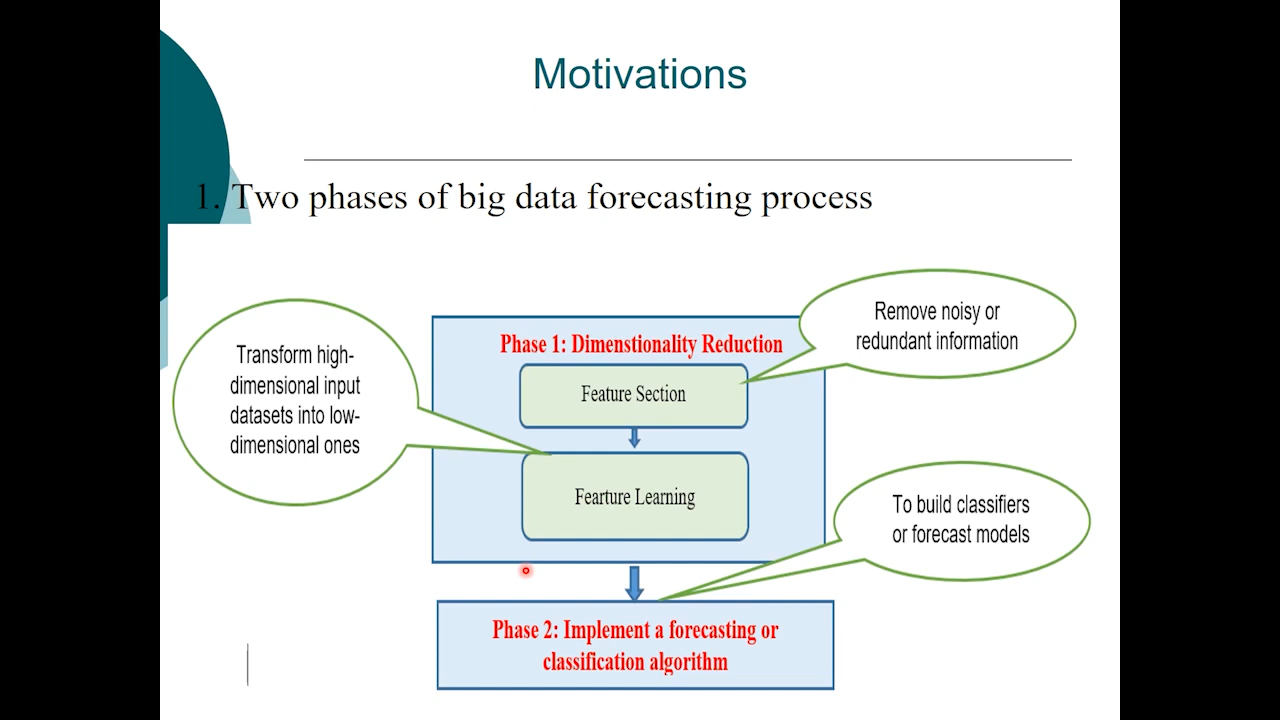 Motivations
1. Two phases of big data forecasting process
Remove noisy or
redundant information
Phase 1: Dimenstionality Reduction
Transform high-
dimensional input
datasets into low-
dimensional ones
Feature Section
Fearture Learning
To build classifiers
or forecast models
Phase 2: Implement a forecasting or
classification algorithm